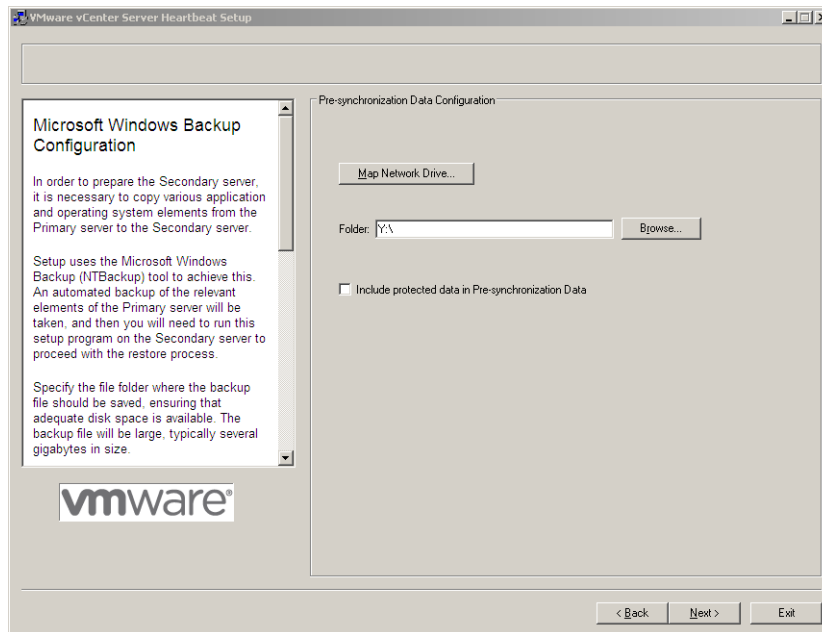 VMware vCenter Server Heartbeat Setup
Microsoft Windows Backup
Configuration
In order to prepare the Secondary server,
it is necessary to copy various application
and operating system elements from the
Primary server to the Secondary server.
Setup uses the Microsoft Windows
Backup (NTBackup) tool to achieve this.
An automated backup of the relevant
elements of the Primary server will be
taken, and then you will need to run this
setup program on the Secondary server to
proceed with the restore process.
Specify the file folder where the backup
file should be saved, ensuring that
adequate disk space is available. The
backup file will be large, typically several
gigabytes in size.
vmware®
Pre-synchronization Data Configuration
Map Network Drive...
Folder: Y:\ Browse...
Include protected data in Pre-synchronization Data
< Back Next > Exit